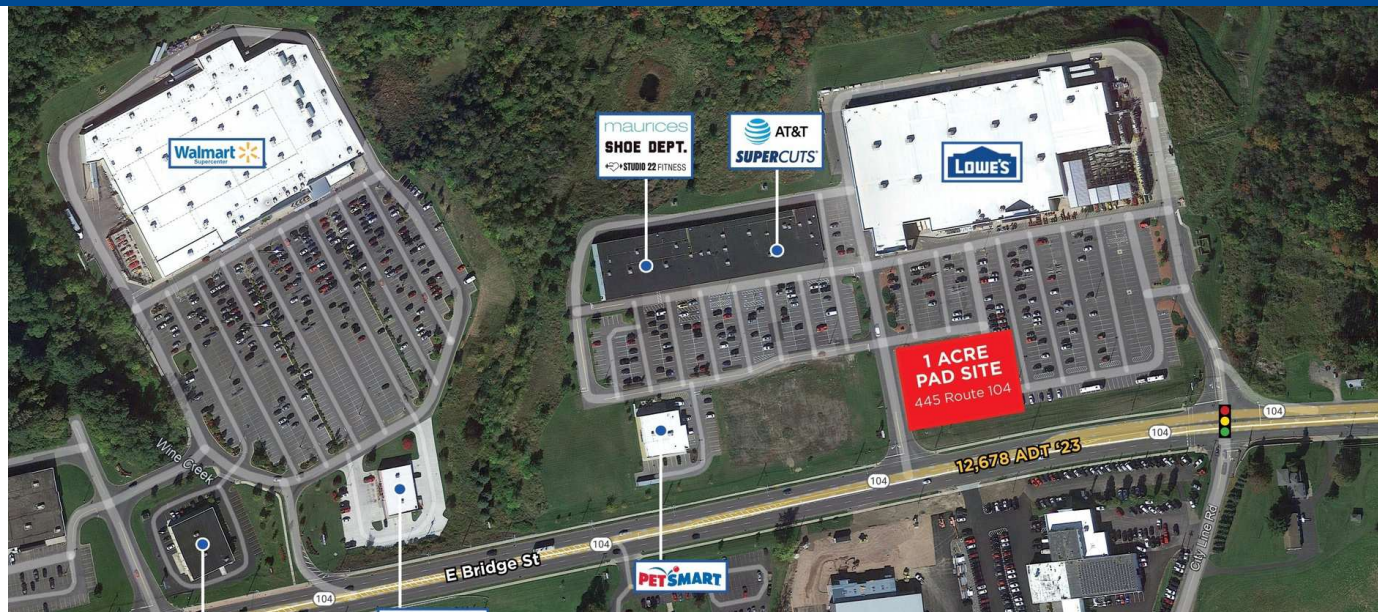 Walmart
Supercenter
maurices
SHOE DEPT.
STUDIO 22 FITNESS
AT&T
SUPERCUTS
LOWE'S
1 ACRE
PAD SITE
445 Route 104
104
104
12,678 ADT '23
104
City Line Rd
Wine Creek
E Bridge St
104
104
PETSMART